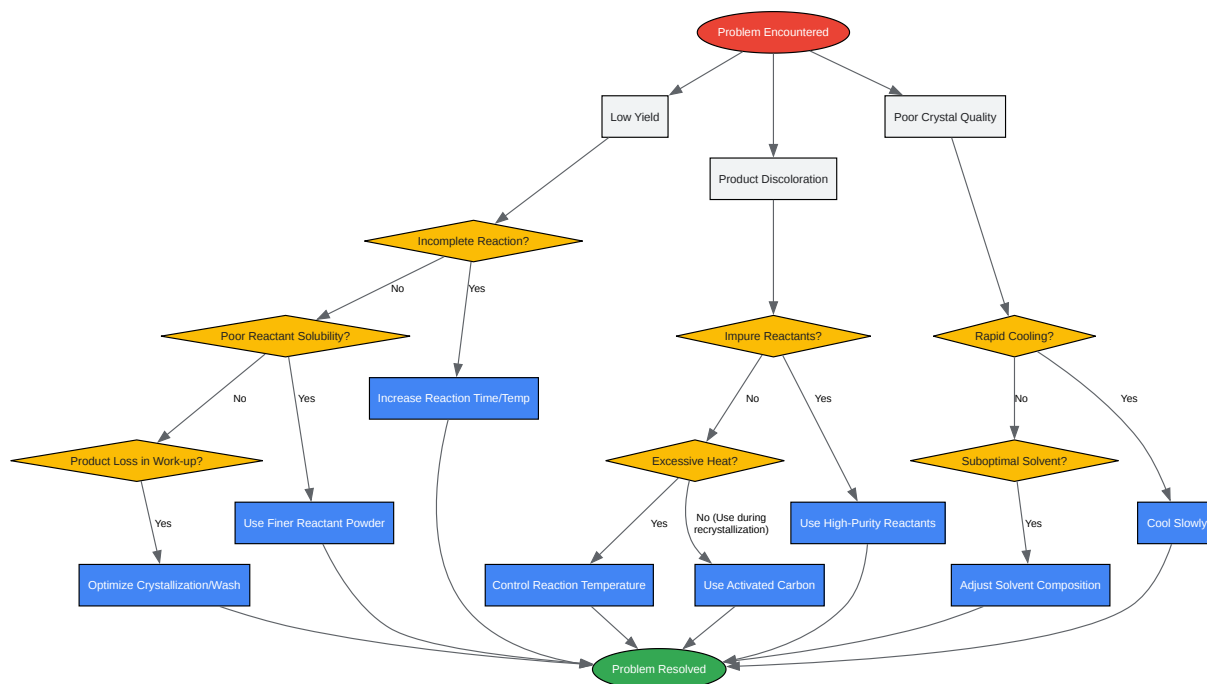 Problem Encountered
Low Yield
Poor Crystal Quality
Product Discoloration
Incomplete Reaction?
No
Yes
Poor Reactant Solubility?
Impure Reactants?
Rapid Cooling?
Increase Reaction Time/Temp
No
Yes
No
Yes
No
Yes
Product Loss in Work-up?
Excessive Heat?
Suboptimal Solvent?
Yes
Use Finer Reactant Powder
Yes
No (Use during
recrystallization)
Use High-Purity Reactants
Yes
Cool Slowly
Optimize Crystallization/Wash
Control Reaction Temperature
Use Activated Carbon
Adjust Solvent Composition
Problem Resolved